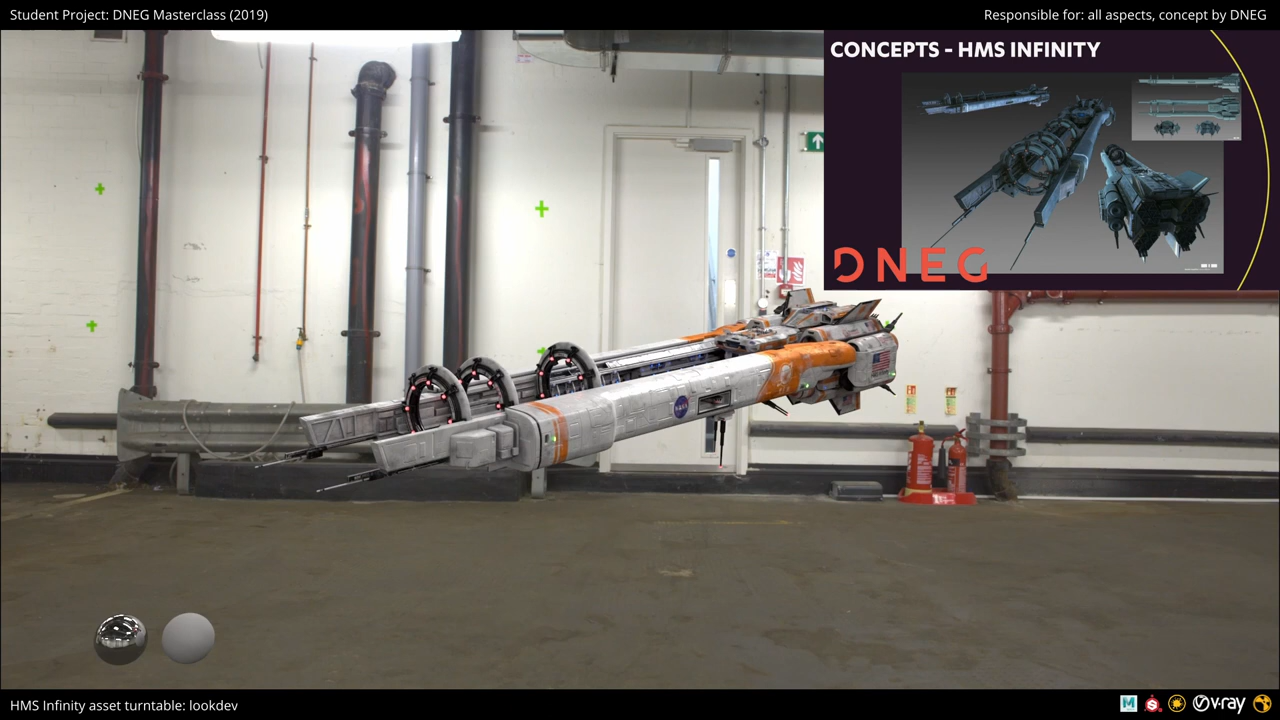 Student Project: DNEG Masterclass (2019)
Responsible for: all aspects, concept by DNEG
CONCEPTS - HMS INFINITY
DNEG
HMS Infinity asset turntable: lookdev
v·ray